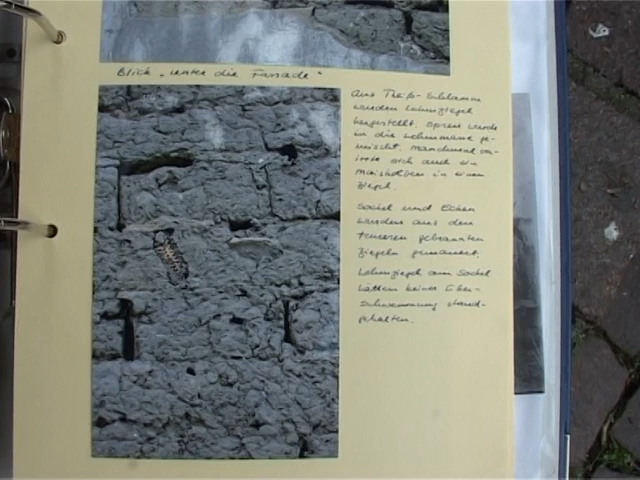 Blick „unter die Fassade“
Aus Theiß-Schlamm
wurden Lehmziegel
hergestellt. Spreu wurde
in die Lehmmasse ge-
mischt. Manchmal ver-
irrte sich auch ein
Maiskolben in einen
Ziegel.
Sockel und Ecken
wurden aus den
teureren gebrannten
Ziegeln gemauert.
Lehmziegel am Sockel
hätten keiner Über-
schwemmung stand-
gehalten.